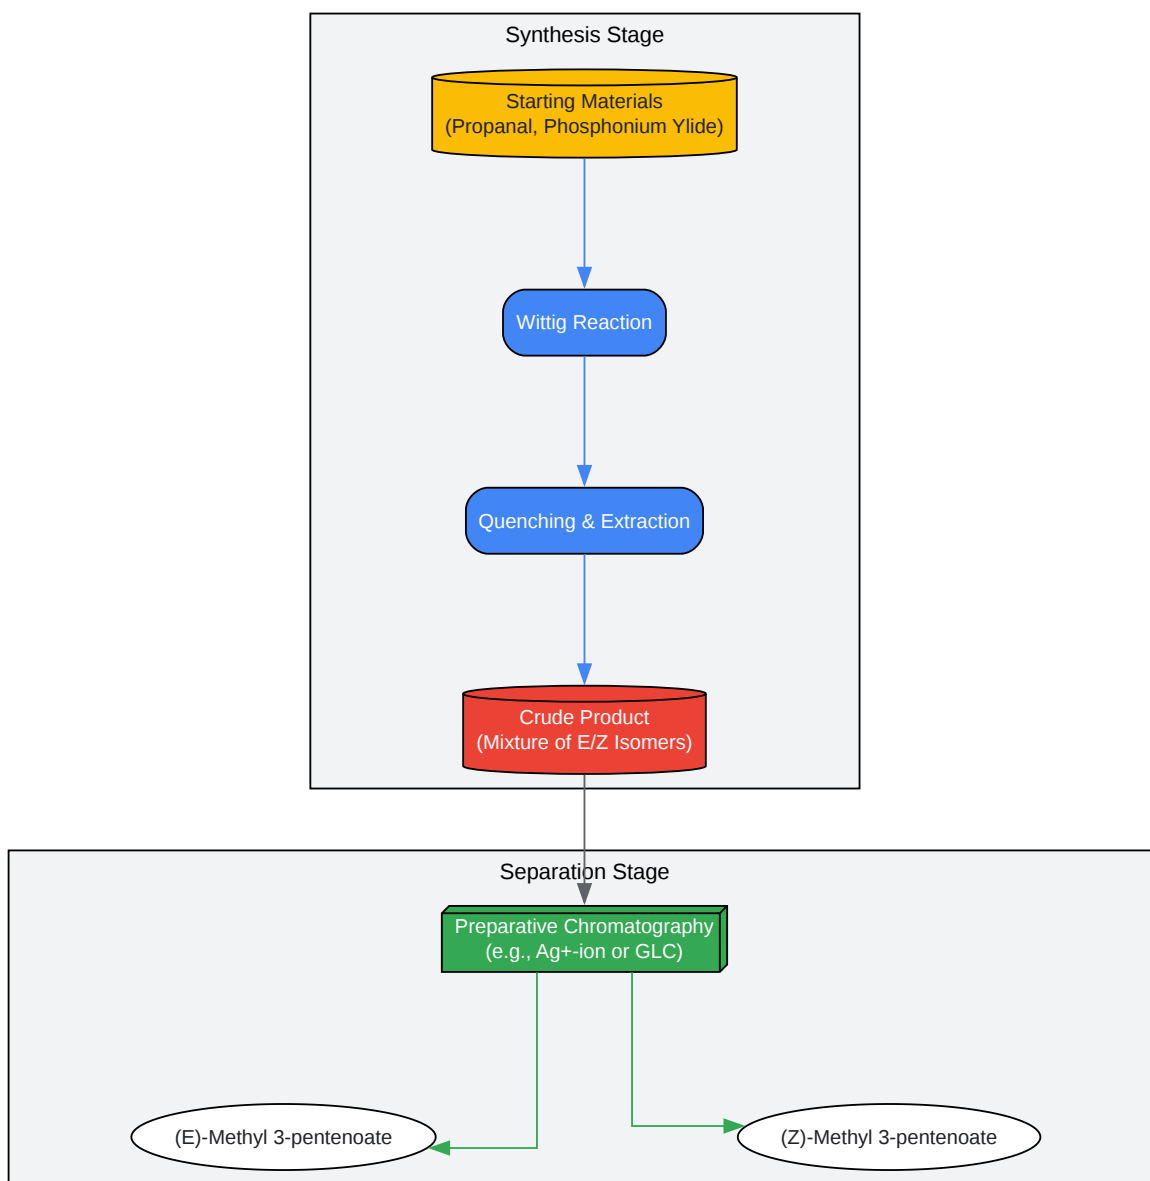 Synthesis Stage
Starting Materials
(Propanal, Phosphonium Ylide)
Wittig Reaction
Quenching & Extraction
Crude Product
(Mixture of E/Z Isomers)
Separation Stage
Preparative Chromatography
(e.g., Ag+-ion or GLC)
(E)-Methyl 3-pentenoate
(Z)-Methyl 3-pentenoate